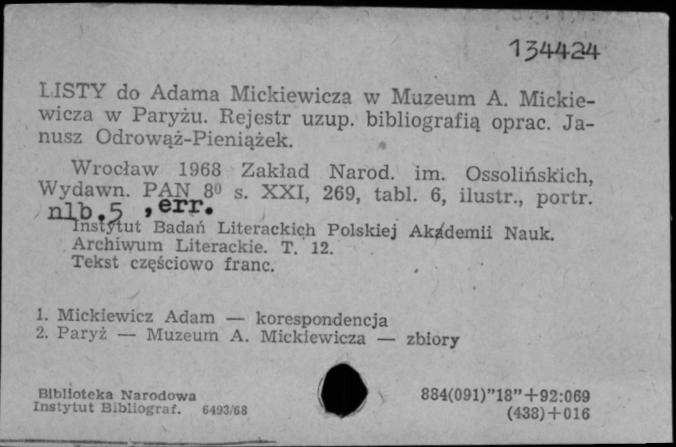 134424
LISTY do Adama Mickiewicza w Muzeum A. Mickie-
wicza w Paryżu. Rejestr uzup. bibliografią oprac. Ja-
nusz Odrowąż-Pieniążek.
Wrocław 1968 Zakład Narod. im. Ossolińskich,
Wydawn. PAN 8⁰ s. XXI, 269, tabl. 6, ilustr., portr.
nlb.5 , err.
Instytut Badań Literackich Polskiej Akademii Nauk.
Archiwum Literackie. T. 12.
Tekst częściowo franc.
1. Mickiewicz Adam — korespondencja
2. Paryż — Muzeum A. Mickiewicza — zbiory
Biblioteka Narodowa
Instytut Bibliograf. 6493/68
884(091)”18”+92:069
(438)+016